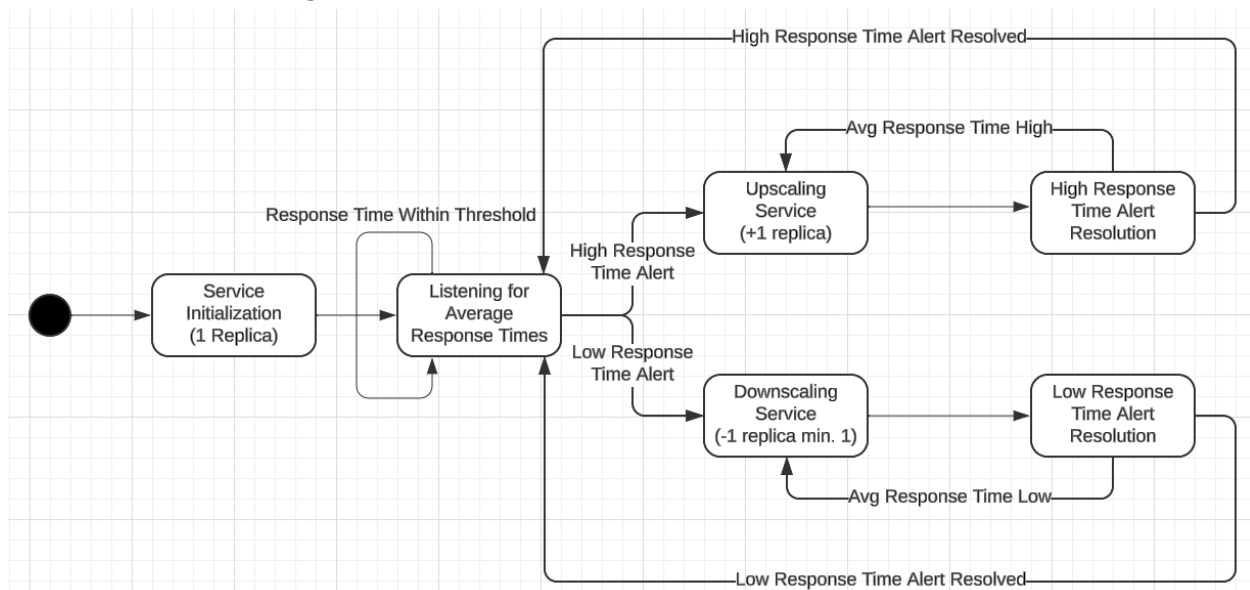 High Response Time Alert Resolved
Avg Response Time High
Upscaling
Service
(+1 replica)
High Response
Time Alert
Resolution
Response Time Within Threshold
High Response
Time Alert
Service
Initialization
(1 Replica)
Listening for
Average
Response Times
Low Response
Time Alert
Downscaling
Service
(-1 replica min. 1)
Low Response
Time Alert
Resolution
Avg Response Time Low
Low Response Time Alert Resolved